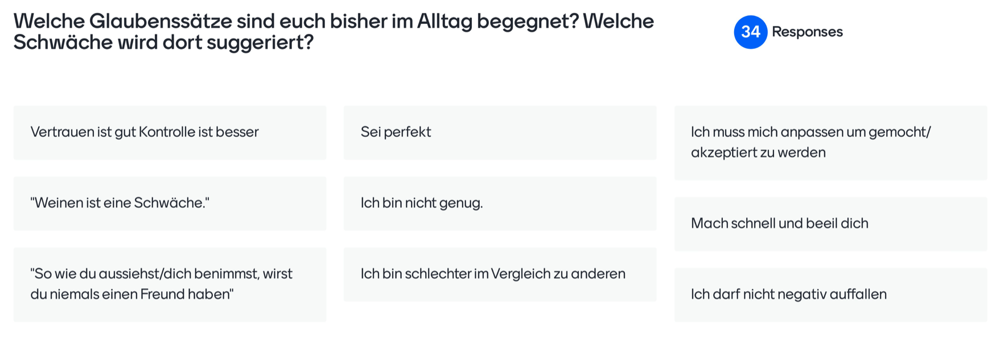 Welche Glaubenssätze sind euch bisher im Alltag begegnet? Welche
Schwäche wird dort suggeriert?
34 Responses
Vertrauen ist gut Kontrolle ist besser
"Weinen ist eine Schwäche."
"So wie du aussiehst/dich benimmst, wirst
du niemals einen Freund haben"
Sei perfekt
Ich bin nicht genug.
Ich bin schlechter im Vergleich zu anderen
Ich muss mich anpassen um gemocht/
akzeptiert zu werden
Mach schnell und beeil dich
Ich darf nicht negativ auffallen